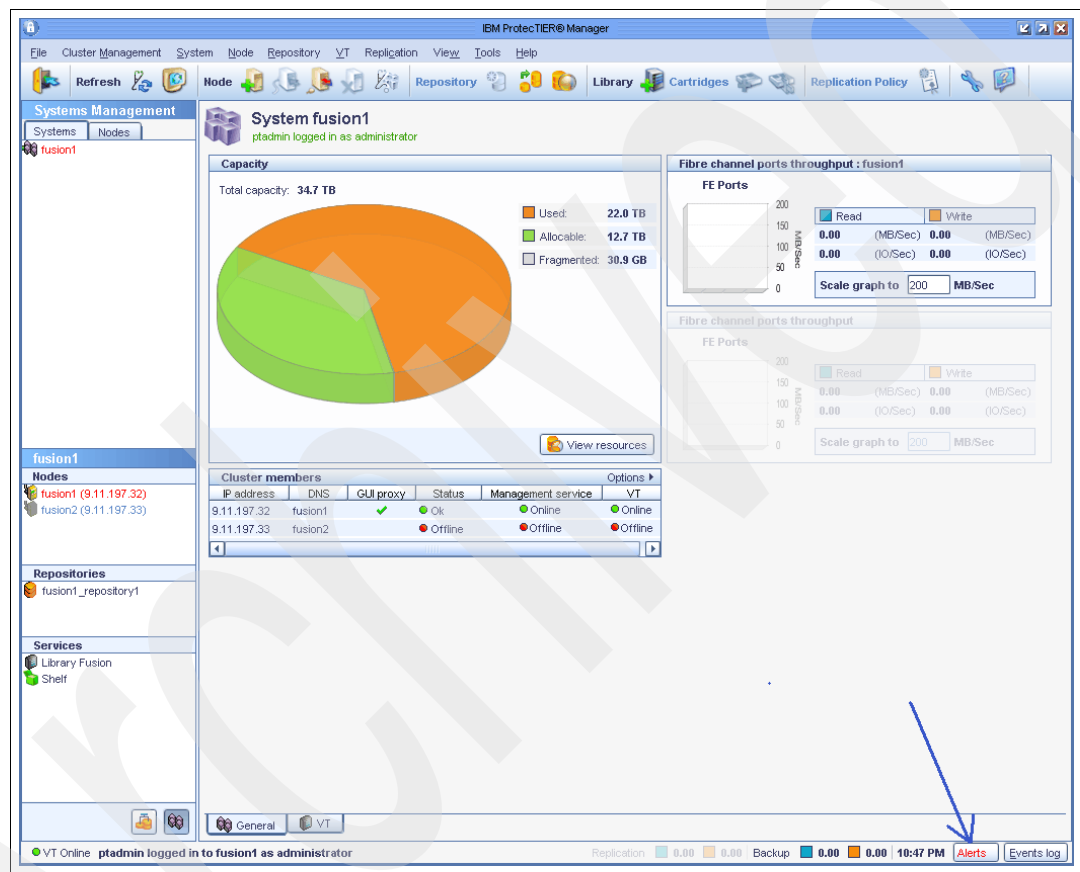 IBM ProtecTIER® Manager
File Cluster Management System Node Repository VT Replication View Tools Help
Refresh Node Repository Library Cartridges Replication Policy
Systems Management
Systems Nodes
fusion1
System fusion1
ptadmin logged in as administrator
Capacity
Total capacity: 34.7 TB
Used: 22.0 TB
Allocable: 12.7 TB
Fragmented: 30.9 GB
View resources
Fibre channel ports throughput : fusion1
FE Ports
200
150
100
50
0
MB/Sec
Read Write
0.00 (MB/Sec) 0.00 (MB/Sec)
0.00 (IO/Sec) 0.00 (IO/Sec)
Scale graph to 200 MB/Sec
Fibre channel ports throughput
FE Ports
200
150
100
50
0
MB/Sec
Read Write
0.00 (MB/Sec) 0.00 (MB/Sec)
0.00 (IO/Sec) 0.00 (IO/Sec)
Scale graph to 200 MB/Sec
fusion1
Nodes
fusion1 (9.11.197.32)
fusion2 (9.11.197.33)
Cluster members Options
IP address DNS GUI proxy Status Management service VT
9.11.197.32 fusion1 Ok Online Online
9.11.197.33 fusion2 Offline Offline Offline
Repositories
fusion1_repository1
Services
Library Fusion
Shelf
General VT
VT Online ptadmin logged in to fusion1 as administrator Replication 0.00 0.00 Backup 0.00 0.00 10:47 PM Alerts Events log